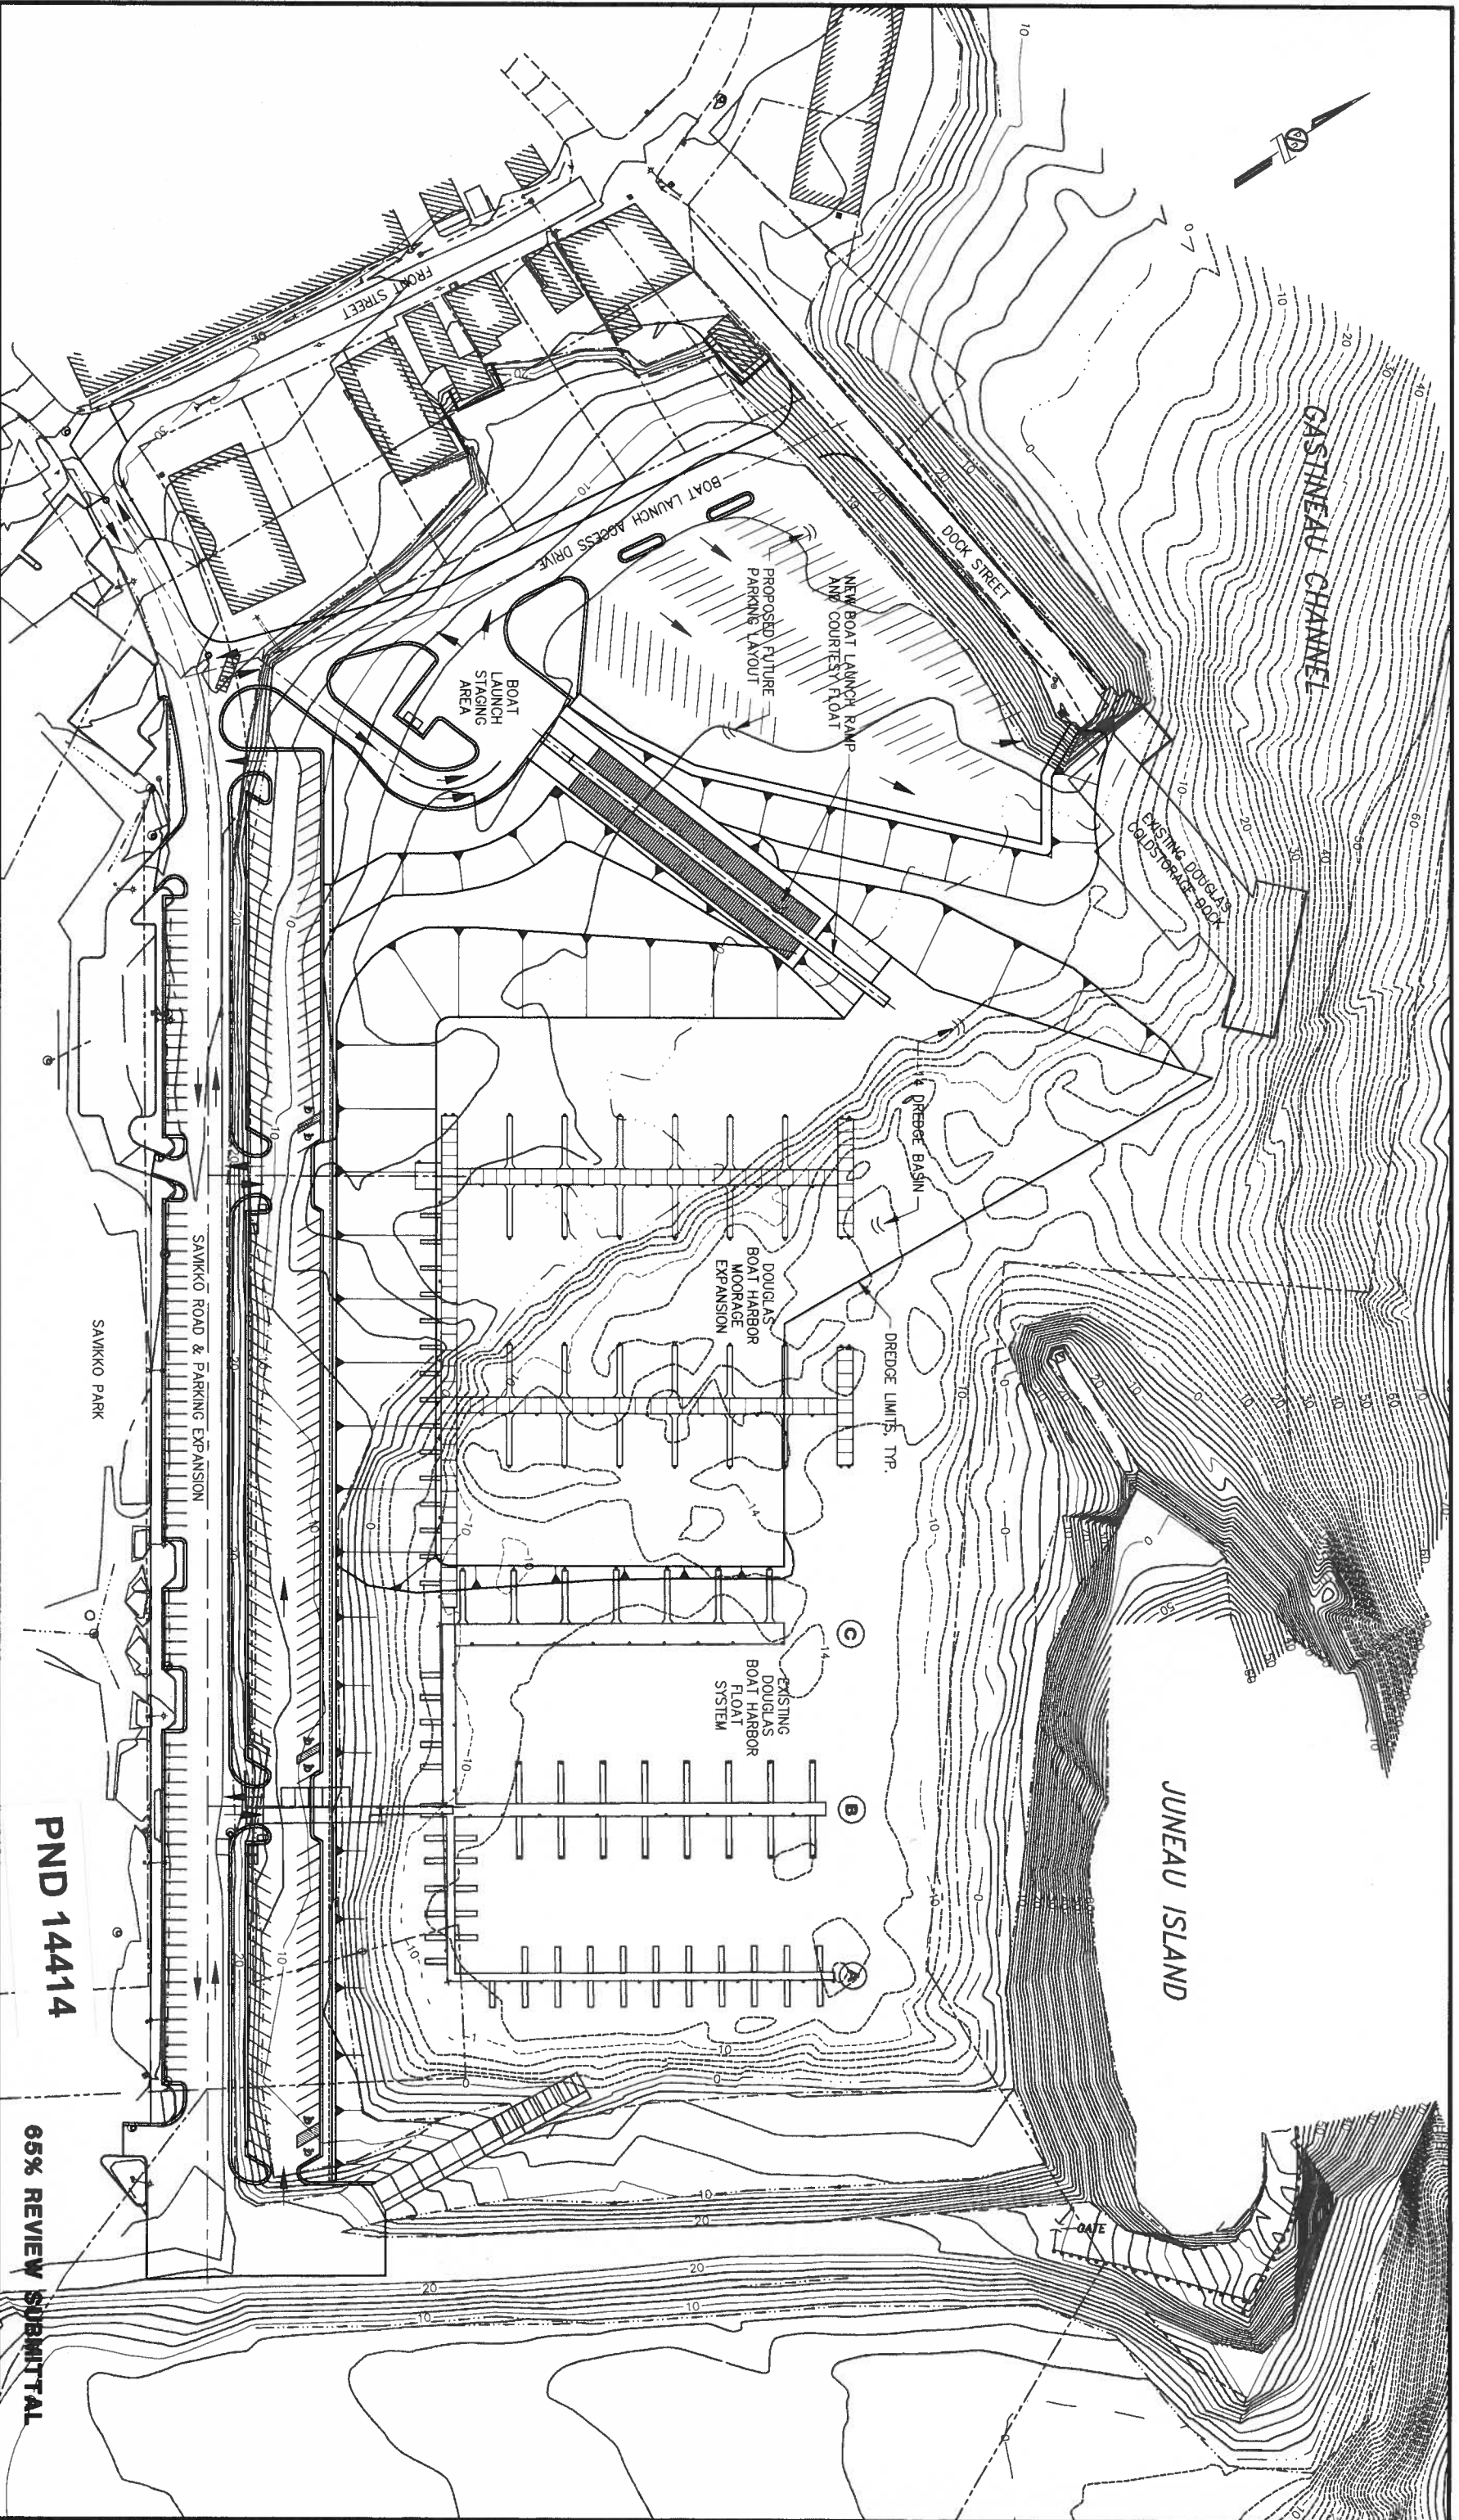 GASTINEAU CHANNEL
JUNEAU ISLAND
DOCK STREET
FRONT STREET
BOAT LAUNCH ACCESS DRIVE
PROPOSED FUTURE
PARKING LAYOUT
NEW BOAT LAUNCH RAMP
AND COURTESY FLOAT
BOAT
LAUNCH
STAGING
AREA
EXISTING DOUGLAS
COLDSTORAGE DOCK
-14 DREDGE BASIN
DREDGE LIMITS, TYP.
DOUGLAS
BOAT HARBOR
MOORAGE
EXPANSION
EXISTING
DOUGLAS
BOAT HARBOR
FLOAT
SYSTEM
C
B
A
GATE
SAVIKKO ROAD & PARKING EXPANSION
SAVIKKO PARK
PND 14414
65% REVIEW SUBMITTAL